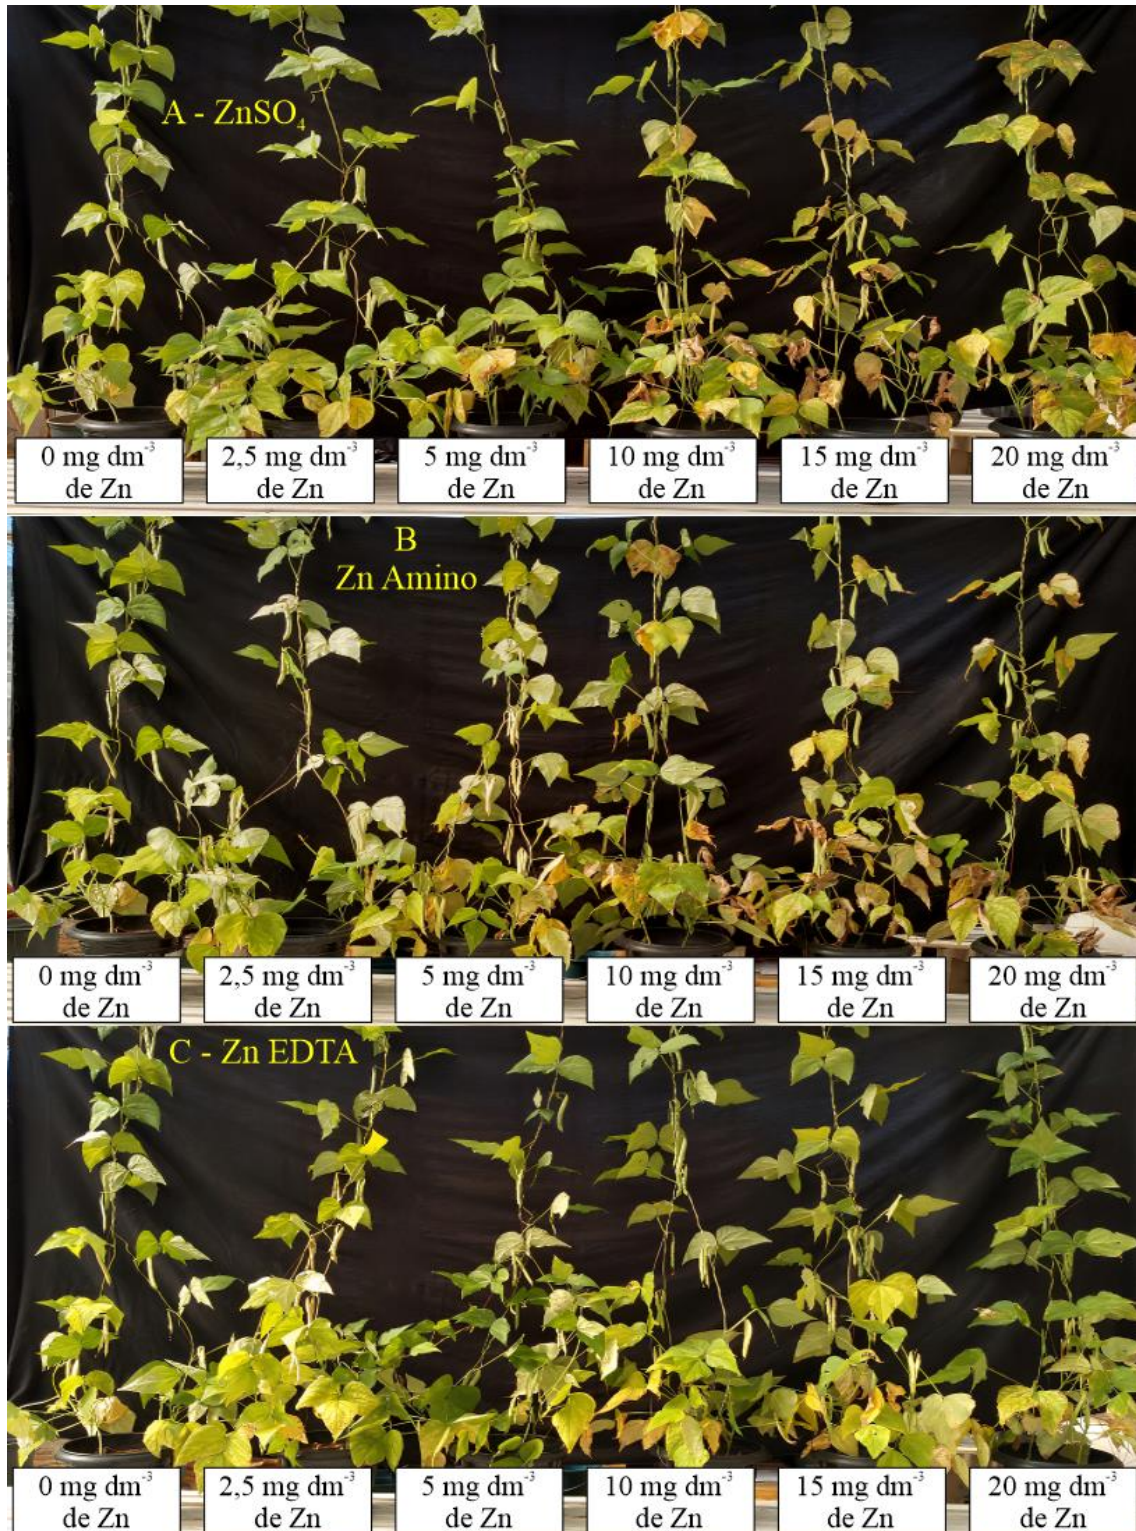 A - ZnSO₄
0 mg dm⁻³
de Zn
2,5 mg dm⁻³
de Zn
5 mg dm⁻³
de Zn
10 mg dm⁻³
de Zn
15 mg dm⁻³
de Zn
20 mg dm⁻³
de Zn
B
Zn Amino
0 mg dm⁻³
de Zn
2,5 mg dm⁻³
de Zn
5 mg dm⁻³
de Zn
10 mg dm⁻³
de Zn
15 mg dm⁻³
de Zn
20 mg dm⁻³
de Zn
C - Zn EDTA
0 mg dm⁻³
de Zn
2,5 mg dm⁻³
de Zn
5 mg dm⁻³
de Zn
10 mg dm⁻³
de Zn
15 mg dm⁻³
de Zn
20 mg dm⁻³
de Zn